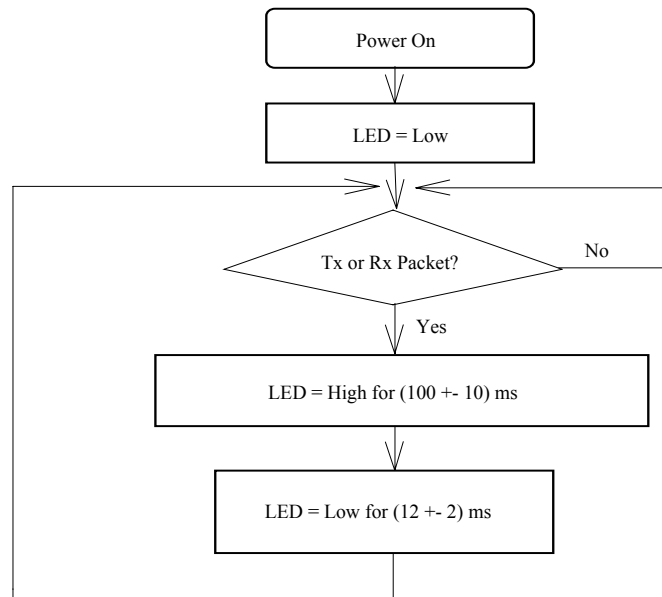 Power On
LED = Low
Tx or Rx Packet?
No
Yes
LED = High for (100 +- 10) ms
LED = Low for (12 +- 2) ms